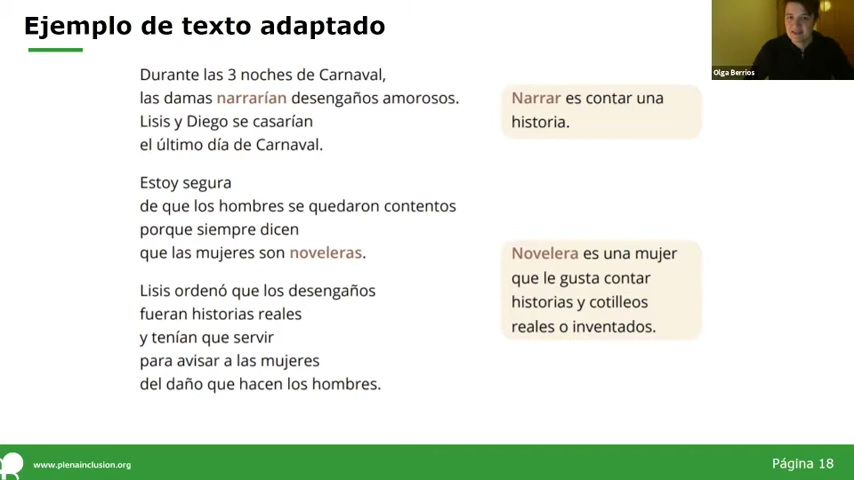 Ejemplo de texto adaptado
Olga Berrios
Durante las 3 noches de Carnaval,
las damas narrarían desengaños amorosos.
Lisis y Diego se casarían
el último día de Carnaval.
Narrar es contar una
historia.
Estoy segura
de que los hombres se quedaron contentos
porque siempre dicen
que las mujeres son noveleras.
Novelera es una mujer
que le gusta contar
historias y cotilleos
reales o inventados.
Lisis ordenó que los desengaños
fueran historias reales
y tenían que servir
para avisar a las mujeres
del daño que hacen los hombres.
www.plenainclusion.org
Página 18